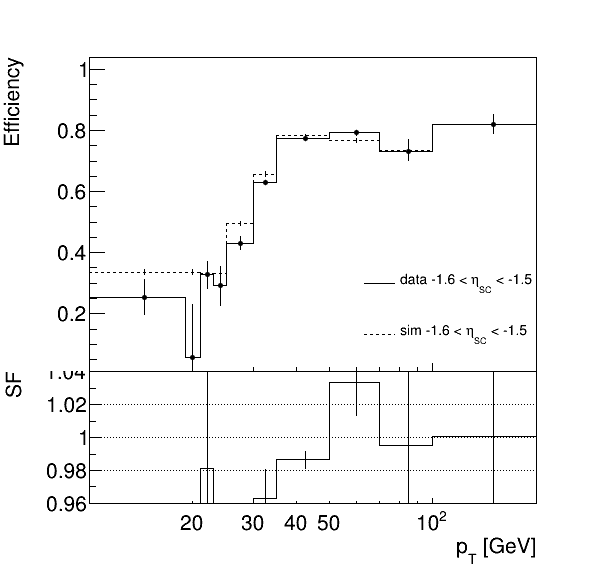 Efficiency
1
0.8
0.6
0.4
0.2
data -1.6 < η_SC < -1.5
sim -1.6 < η_SC < -1.5
SF
1.04
1.02
1
0.98
0.96
20 30 40 50 10²
p_T [GeV]